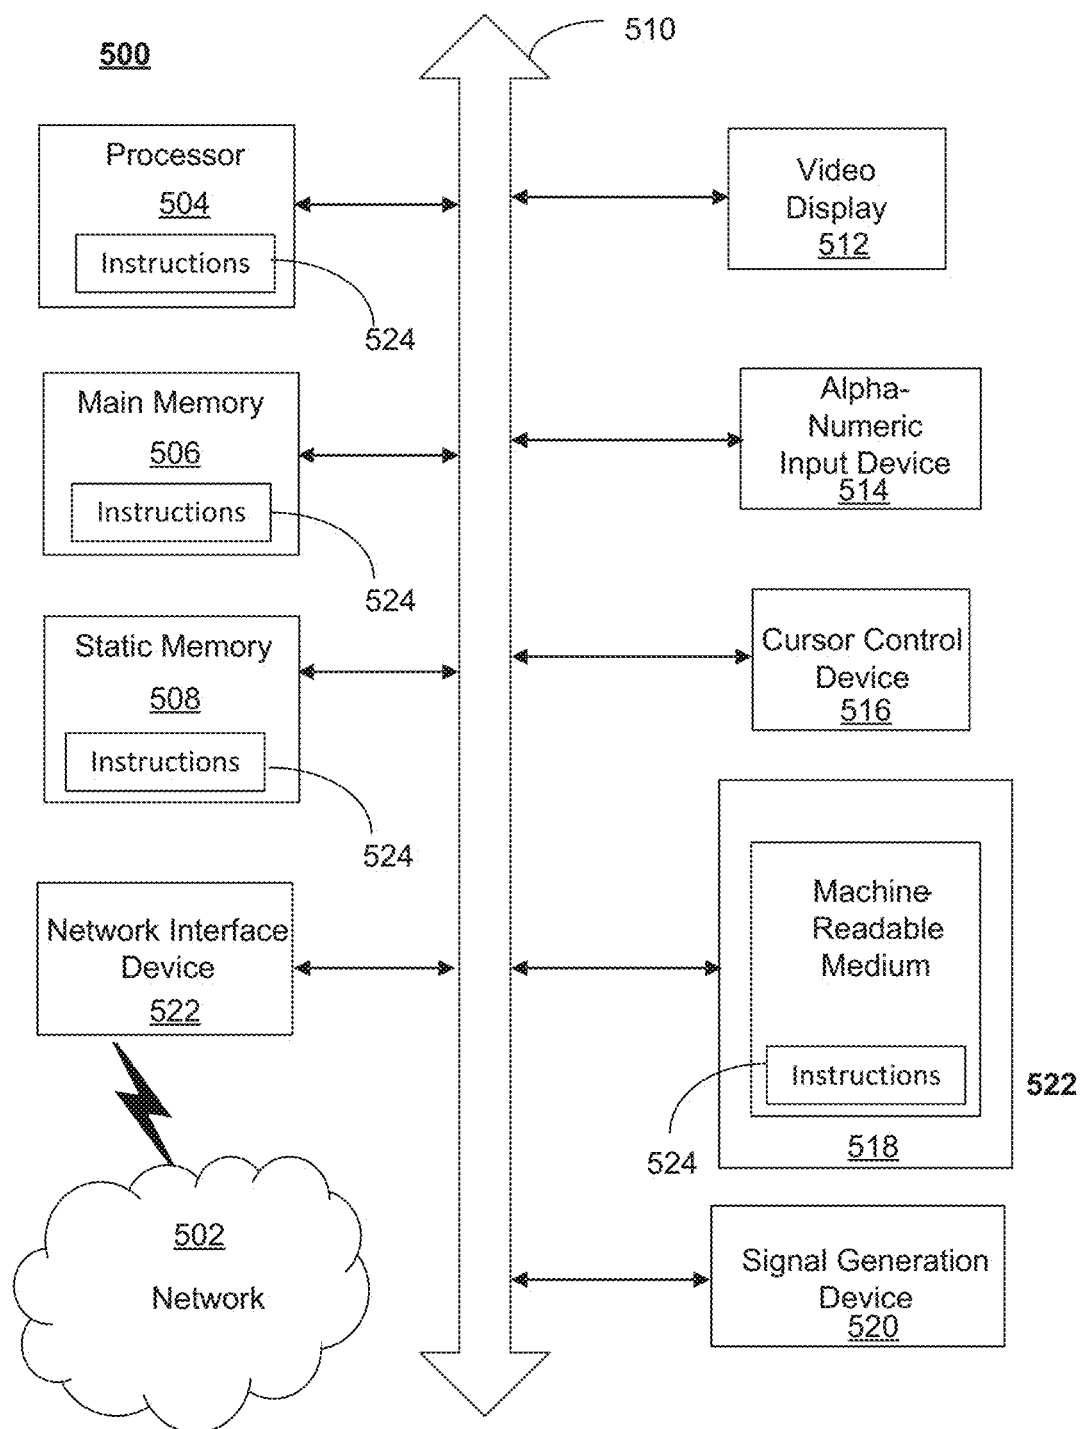 500
510
Processor
504
Instructions
524
Main Memory
506
Instructions
524
Static Memory
508
Instructions
524
Network Interface
Device
522
502
Network
Video
Display
512
Alpha-
Numeric
Input Device
514
Cursor Control
Device
516
Machine-
Readable
Medium
Instructions
524
518
522
Signal Generation
Device
520